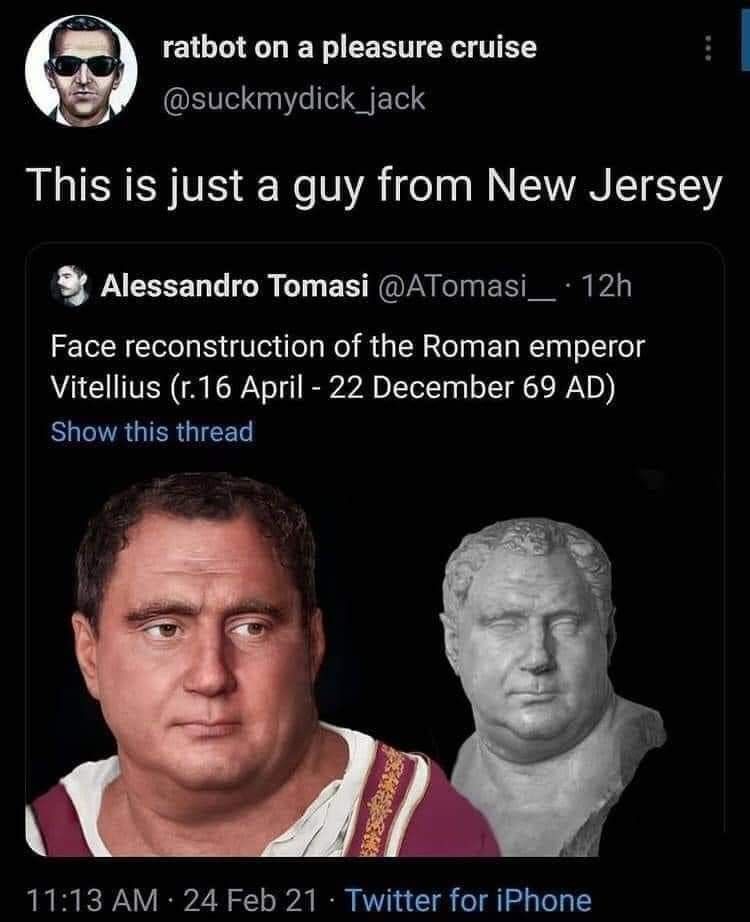 ratbot on a pleasure cruise
@suckmydick_jack
This is just a guy from New Jersey
Alessandro Tomasi @ATomasi__ · 12h
Face reconstruction of the Roman emperor
Vitellius (r.16 April - 22 December 69 AD)
Show this thread
11:13 AM · 24 Feb 21 · Twitter for iPhone